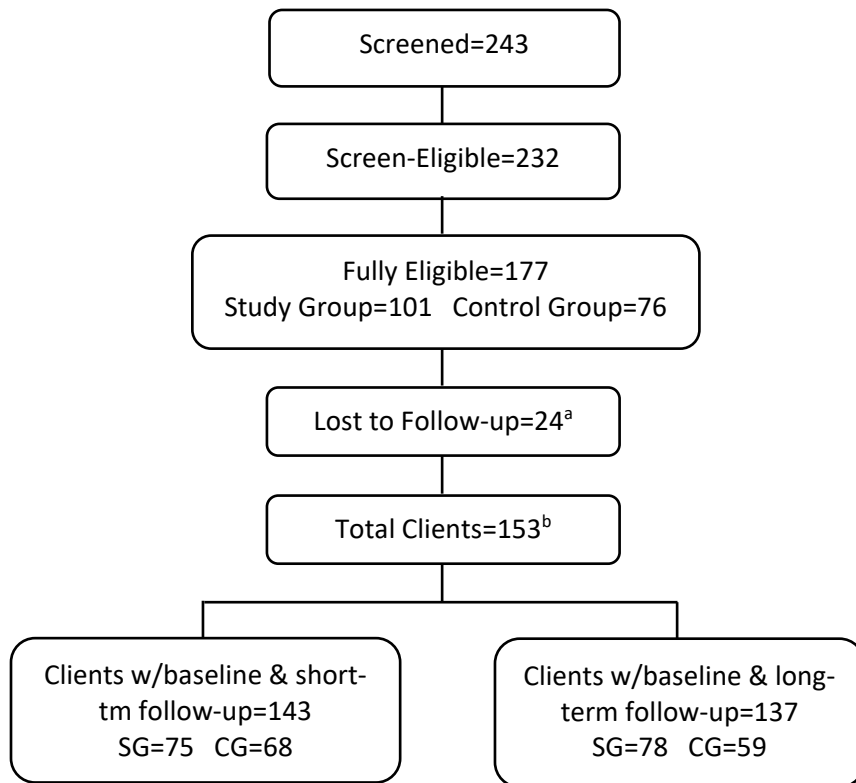 Screened=243
Screen-Eligible=232
Fully Eligible=177
Study Group=101   Control Group=76
Lost to Follow-up=24ᵃ
Total Clients=153ᵇ
Clients w/baseline & short-
tm follow-up=143
SG=75   CG=68
Clients w/baseline & long-
term follow-up=137
SG=78   CG=59